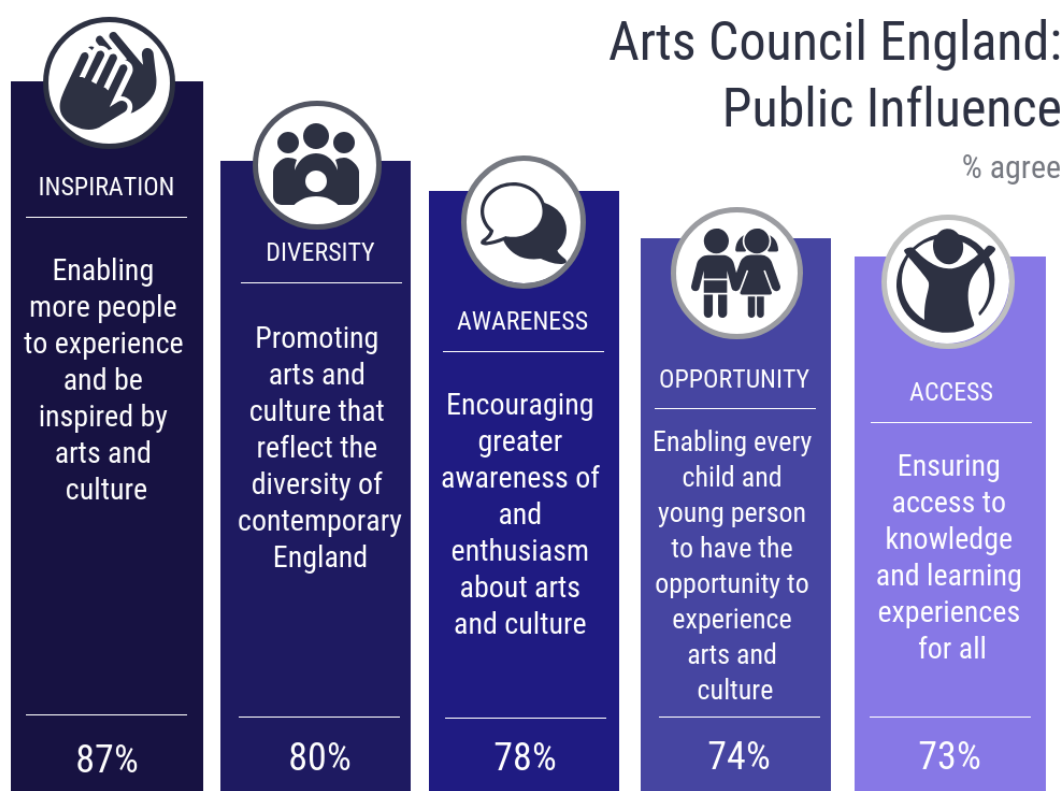 Arts Council England:
Public Influence
% agree
INSPIRATION
Enabling
more people
to experience
and be
inspired by
arts and
culture
87%
DIVERSITY
Promoting
arts and
culture that
reflect the
diversity of
contemporary
England
80%
AWARENESS
Encouraging
greater
awareness of
and
enthusiasm
about arts
and culture
78%
OPPORTUNITY
Enabling every
child and
young person
to have the
opportunity to
experience
arts and
culture
74%
ACCESS
Ensuring
access to
knowledge
and learning
experiences
for all
73%